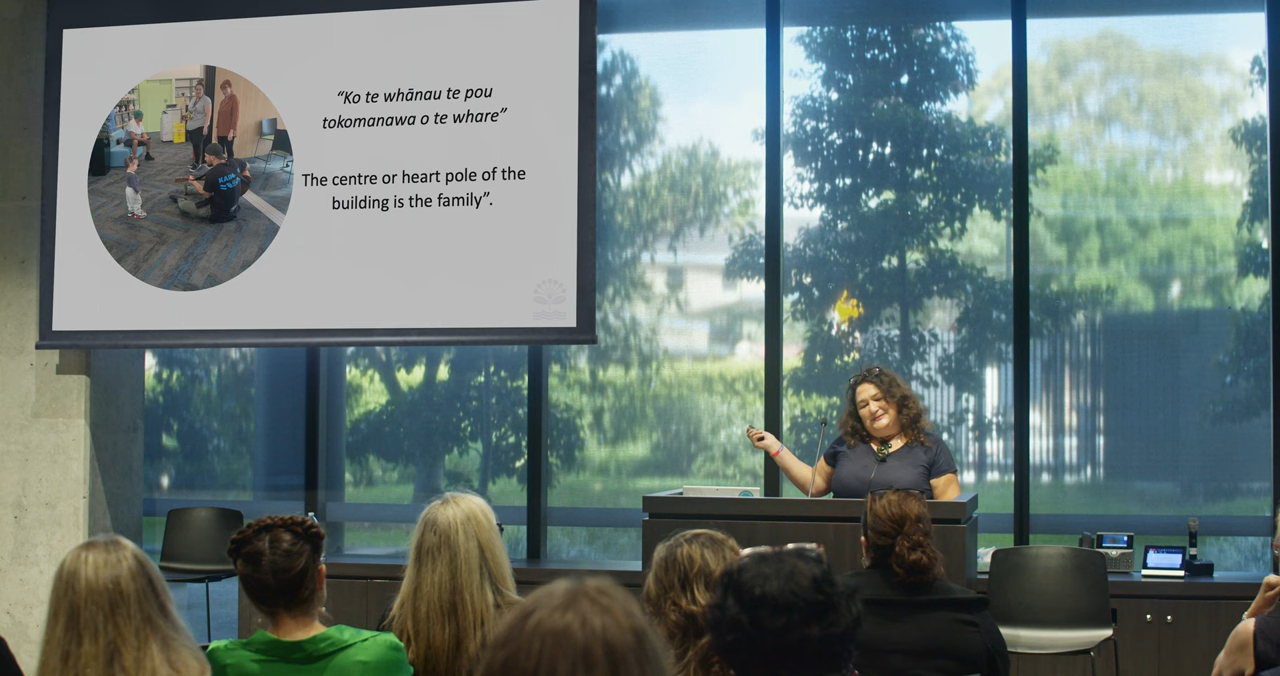 “Ko te whānau te pou
tokomanawa o te whare”
The centre or heart pole of the
building is the family”.